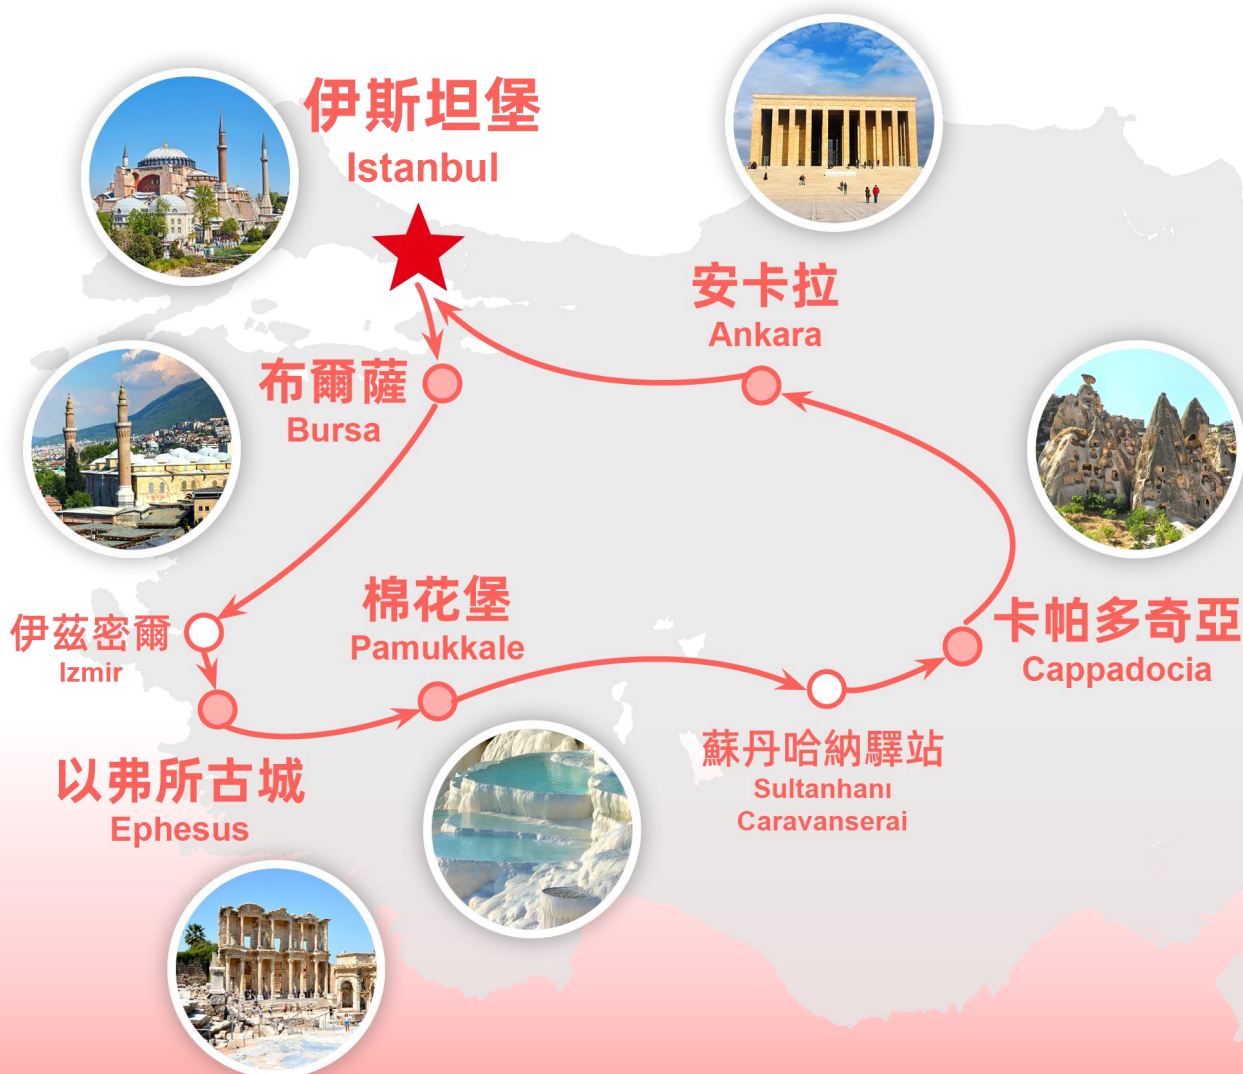 伊斯坦堡
Istanbul
安卡拉
Ankara
布爾薩
Bursa
伊茲密爾
Izmir
棉花堡
Pamukkale
卡帕多奇亞
Cappadocia
蘇丹哈納驛站
Sultanhanı
Caravanserai
以弗所古城
Ephesus